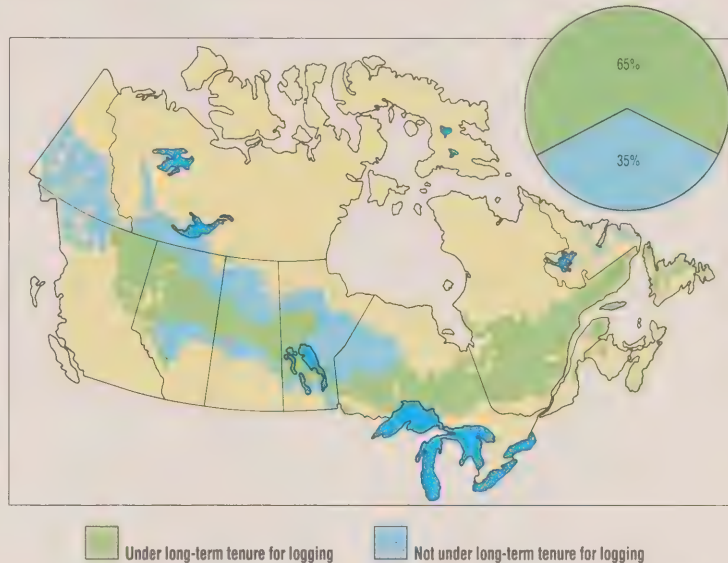 65%
35%
Under long-term tenure for logging
Not under long-term tenure for logging